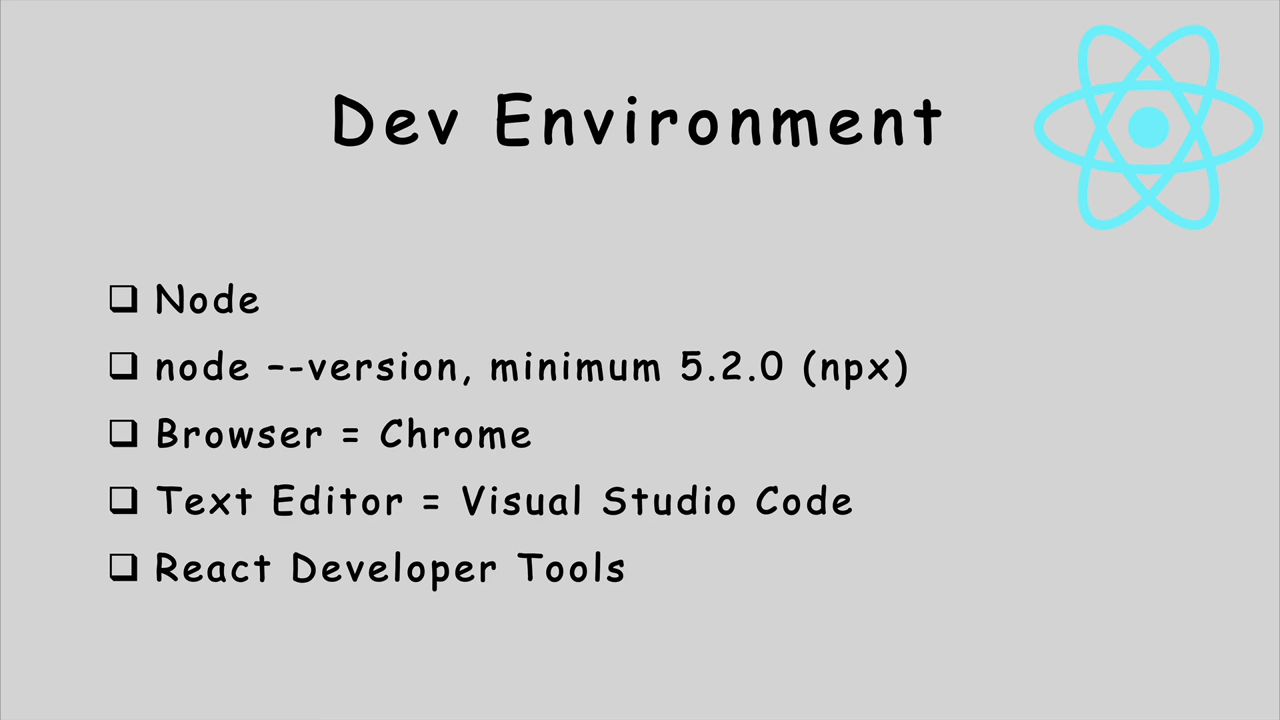 Dev Environment
❑ Node
❑ node –-version, minimum 5.2.0 (npx)
❑ Browser = Chrome
❑ Text Editor = Visual Studio Code
❑ React Developer Tools